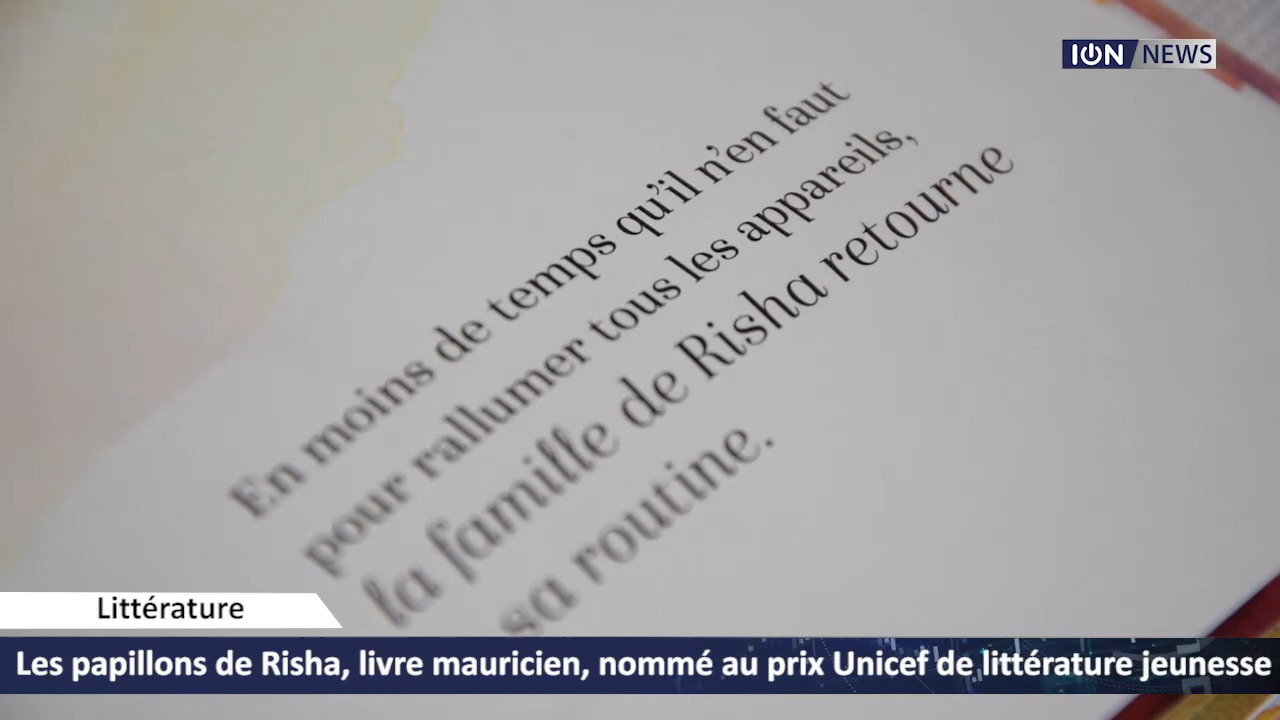 ION NEWS
En moins de temps qu'il n'en faut
pour rallumer tous les appareils,
la famille de Risha retourne
sa routine.
Littérature
Les papillons de Risha, livre mauricien, nommé au prix Unicef de littérature jeunesse